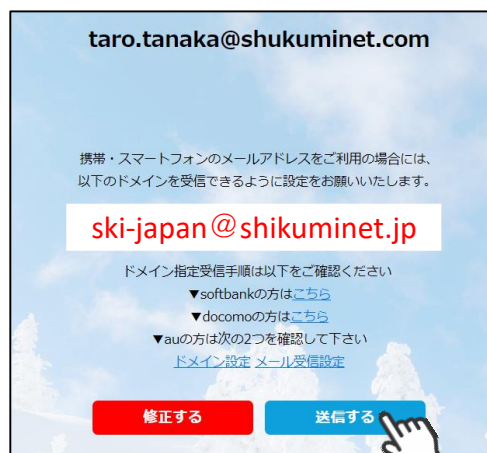 taro.tanaka@shukuminet.com
携帯・スマートフォンのメールアドレスをご利用の場合には、
以下のドメインを受信できるように設定をお願いいたします。
ski-japan＠shikuminet.jp
ドメイン指定受信手順は以下をご確認ください
▼softbankの方はこちら
▼docomoの方はこちら
▼auの方は次の2つを確認して下さい
ドメイン設定 メール受信設定
修正する 送信する